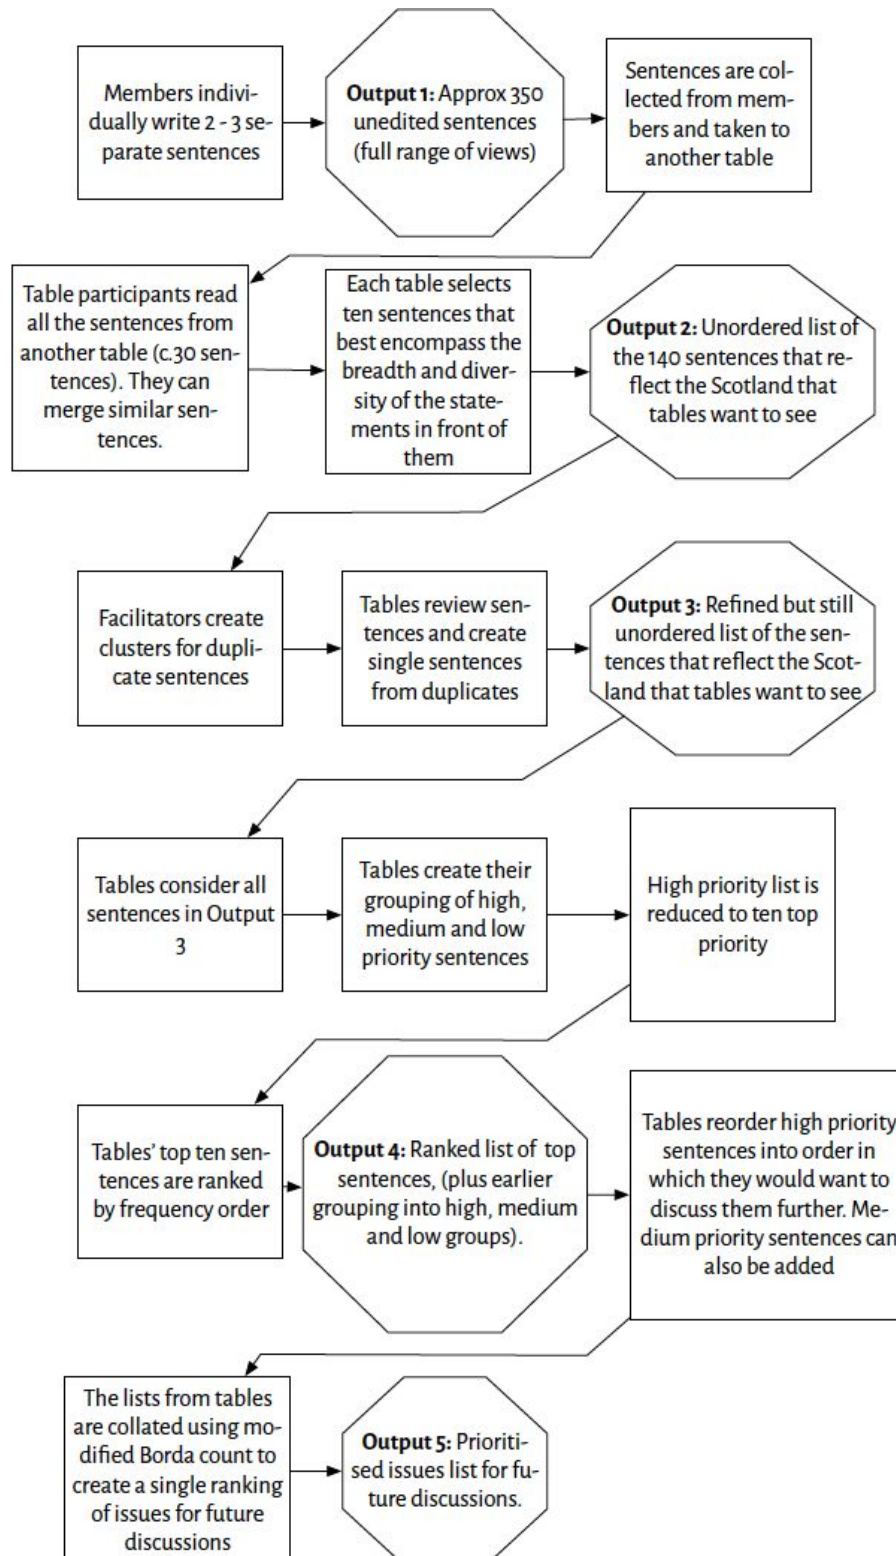 Members indivi-
dually write 2 - 3 se-
parate sentences
Output 1: Approx 350
unedited sentences
(full range of views)
Sentences are col-
lected from mem-
bers and taken to
another table
Table participants read
all the sentences from
another table (c.30 sen-
tences). They can
merge similar sen-
tences.
Each table selects
ten sentences that
best encompass the
breadth and diver-
sity of the state-
ments in front of
them
Output 2: Unordered list of
the 140 sentences that re-
flect the Scotland that
tables want to see
Facilitators create
clusters for dupli-
cate sentences
Tables review sen-
tences and create
single sentences
from duplicates
Output 3: Refined but still
unordered list of the sen-
tences that reflect the Scot-
land that tables want to see
Tables consider all
sentences in Output
3
Tables create their
grouping of high,
medium and low
priority sentences
High priority list is
reduced to ten top
priority
Tables' top ten sen-
tences are ranked
by frequency order
Output 4: Ranked list of top
sentences, (plus earlier
grouping into high, medium
and low groups).
Tables reorder high priority
sentences into order in
which they would want to
discuss them further. Me-
dium priority sentences can
also be added
The lists from tables
are collated using mo-
dified Borda count to
create a single ranking
of issues for future
discussions
Output 5: Prioriti-
sed issues list for fu-
ture discussions.